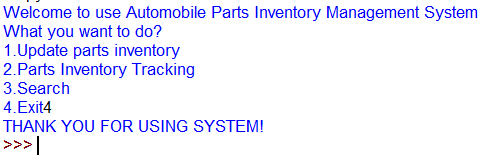 Welcome to use Automobile Parts Inventory Management System
What you want to do?
1.Update parts inventory
2.Parts Inventory Tracking
3.Search
4.Exit4
THANK YOU FOR USING SYSTEM!
>>>